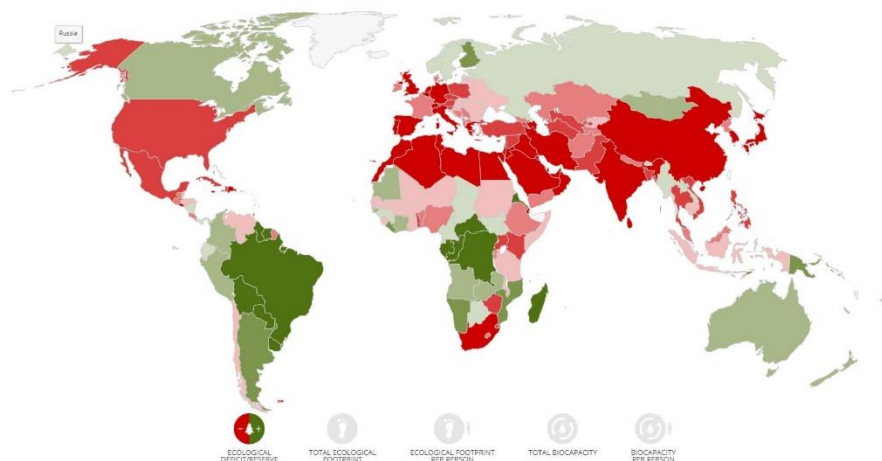 Russia
ECOLOGICAL
DEFICIT/RESERVE
TOTAL ECOLOGICAL
FOOTPRINT
ECOLOGICAL FOOTPRINT
PER PERSON
TOTAL BIOCAPACITY
BIOCAPACITY
PER PERSON